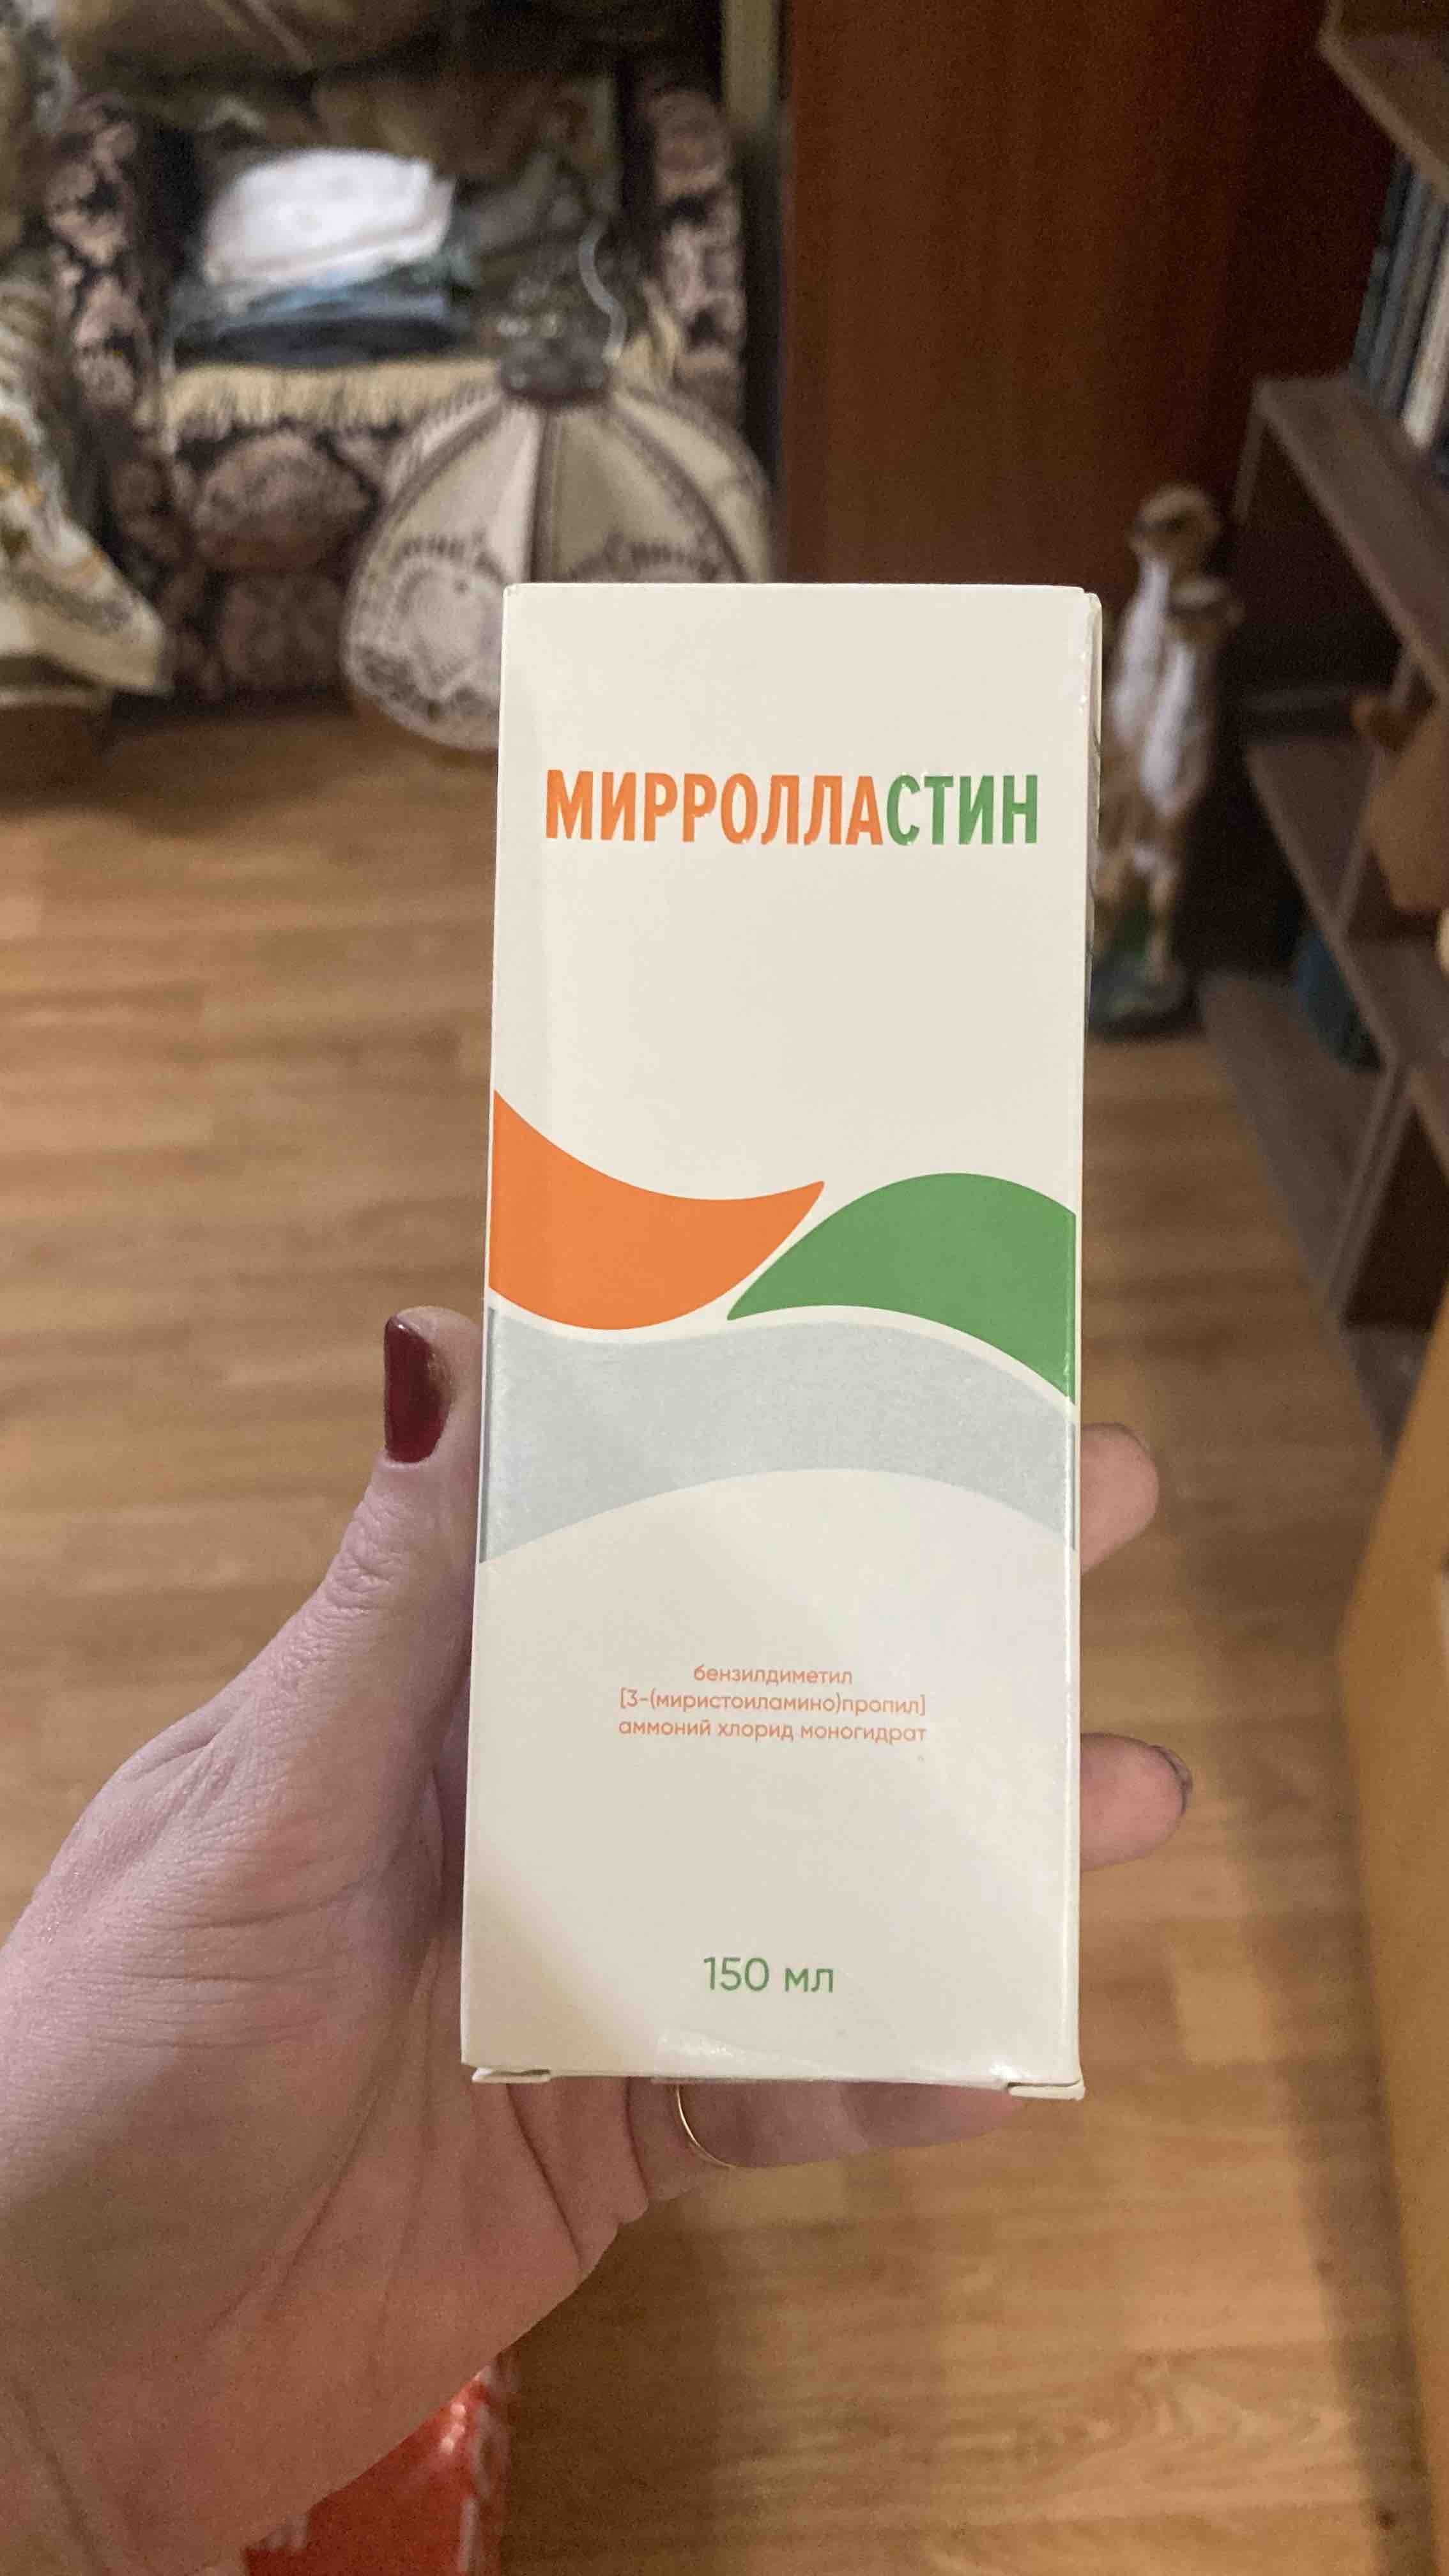 МИРРОЛЛАСТИН
бензилдиметил
[3-(миристоиламино)пропил]
аммоний хлорид моногидрат
150 мл